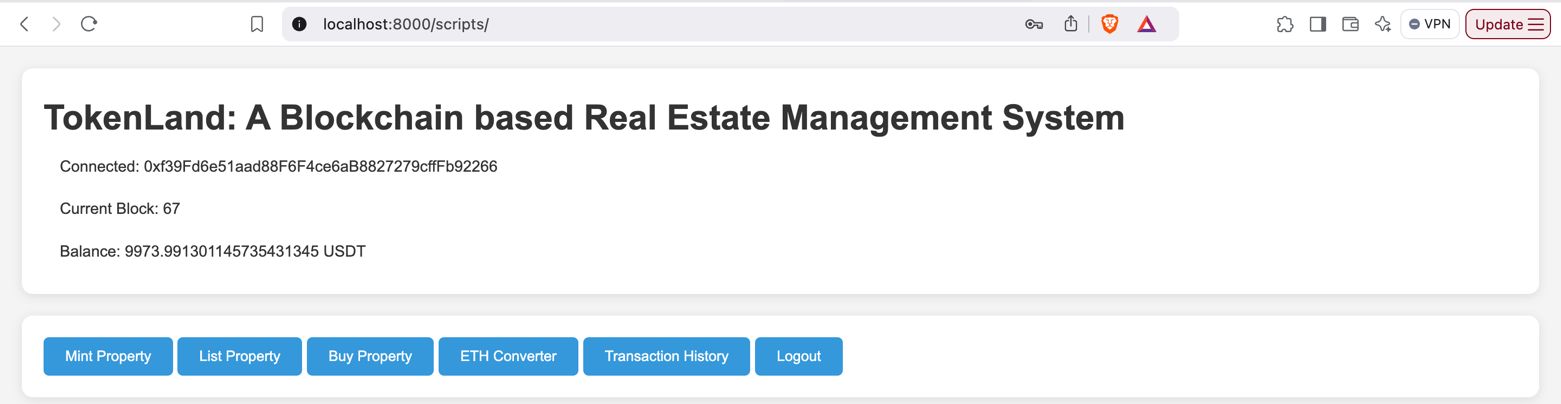 localhost:8000/scripts/
VPN
Update
TokenLand: A Blockchain based Real Estate Management System
Connected: 0xf39Fd6e51aad88F6F4ce6aB8827279cffFb92266
Current Block: 67
Balance: 9973.991301145735431345 USDT
Mint Property List Property Buy Property ETH Converter Transaction History Logout